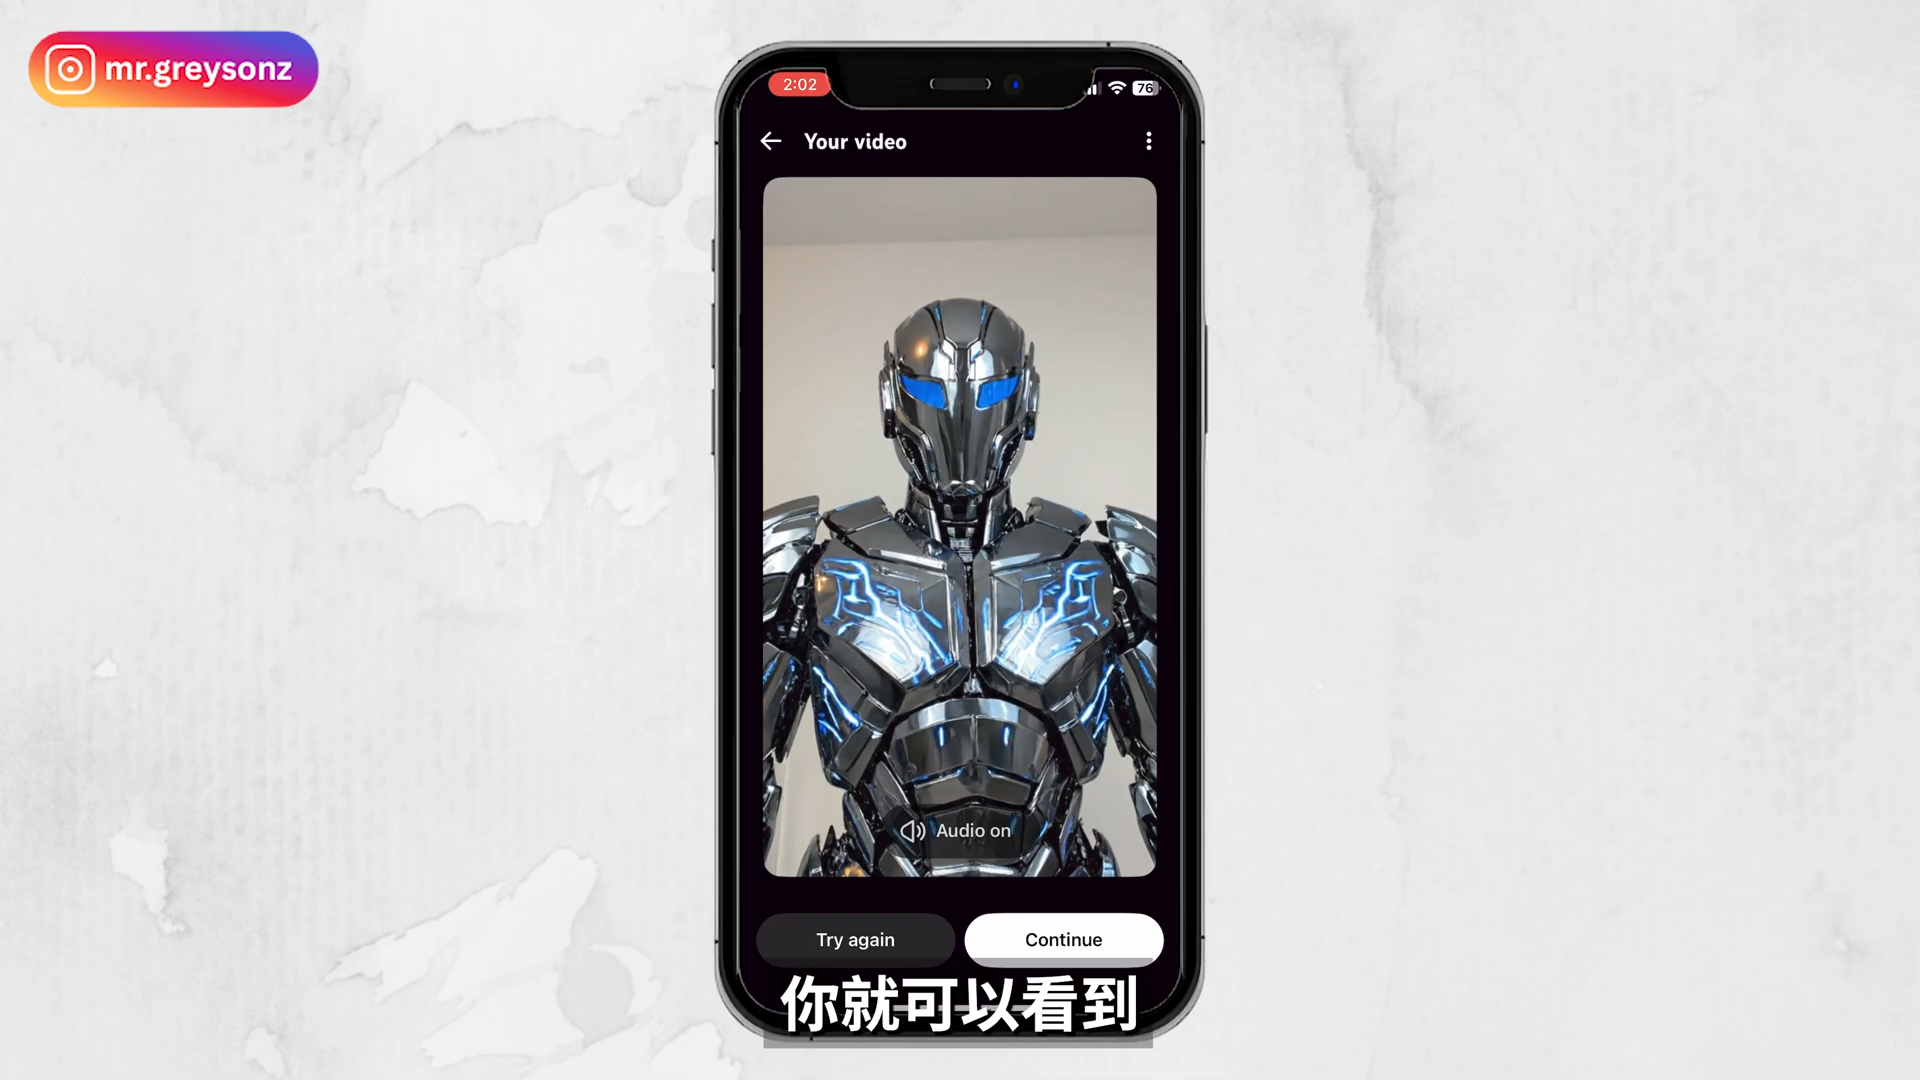 mr.greysonz
2:02
76
Your video
Audio on
Try again
Continue
你就可以看到